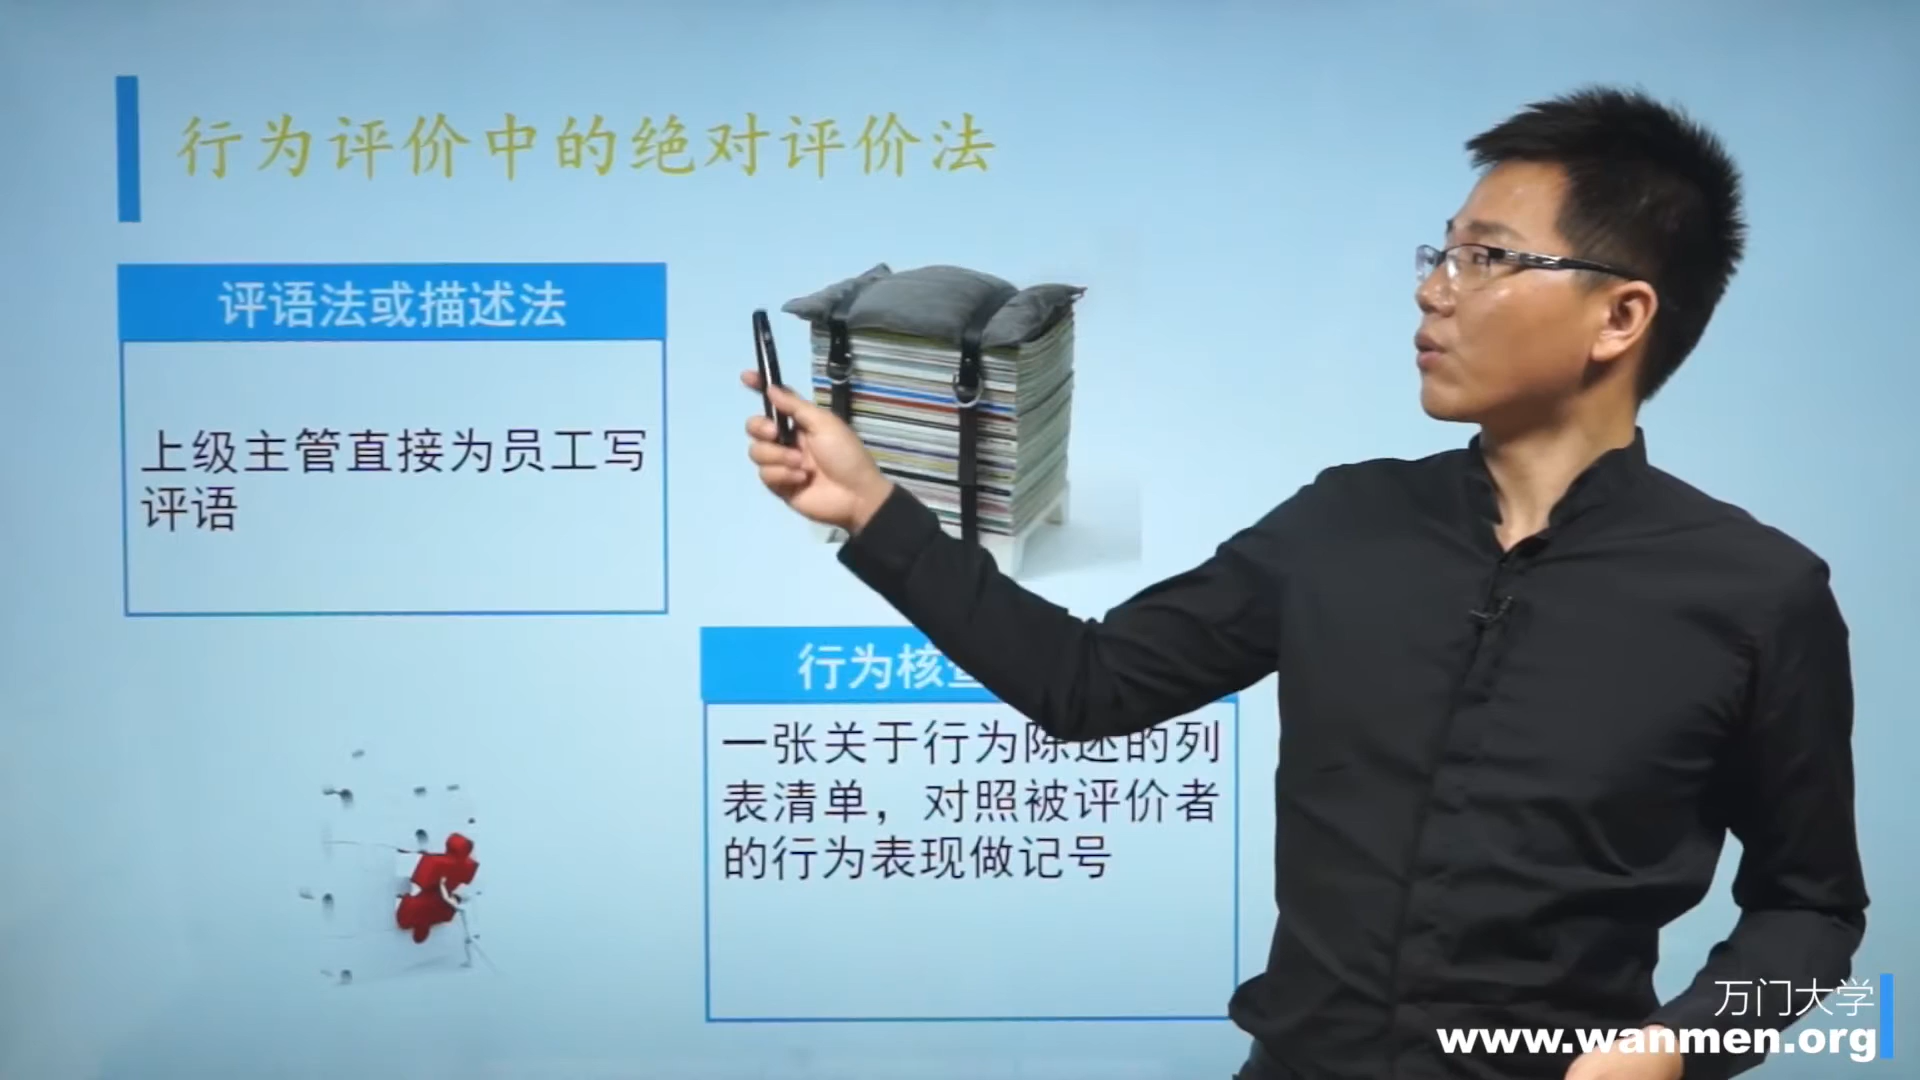 行为评价中的绝对评价法
评语法或描述法
上级主管直接为员工写
评语
行为核查
一张关于行为陈述的列
表清单，对照被评价者
的行为表现做记号
万门大学
www.wanmen.org